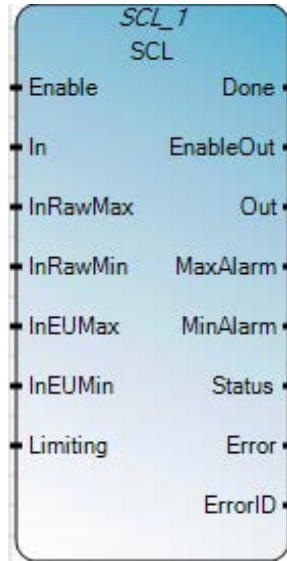 SCL_1
SCL
Enable Done
In EnableOut
InRawMax Out
InRawMin MaxAlarm
InEUMax MinAlarm
InEUMin Status
Limiting Error
ErrorID